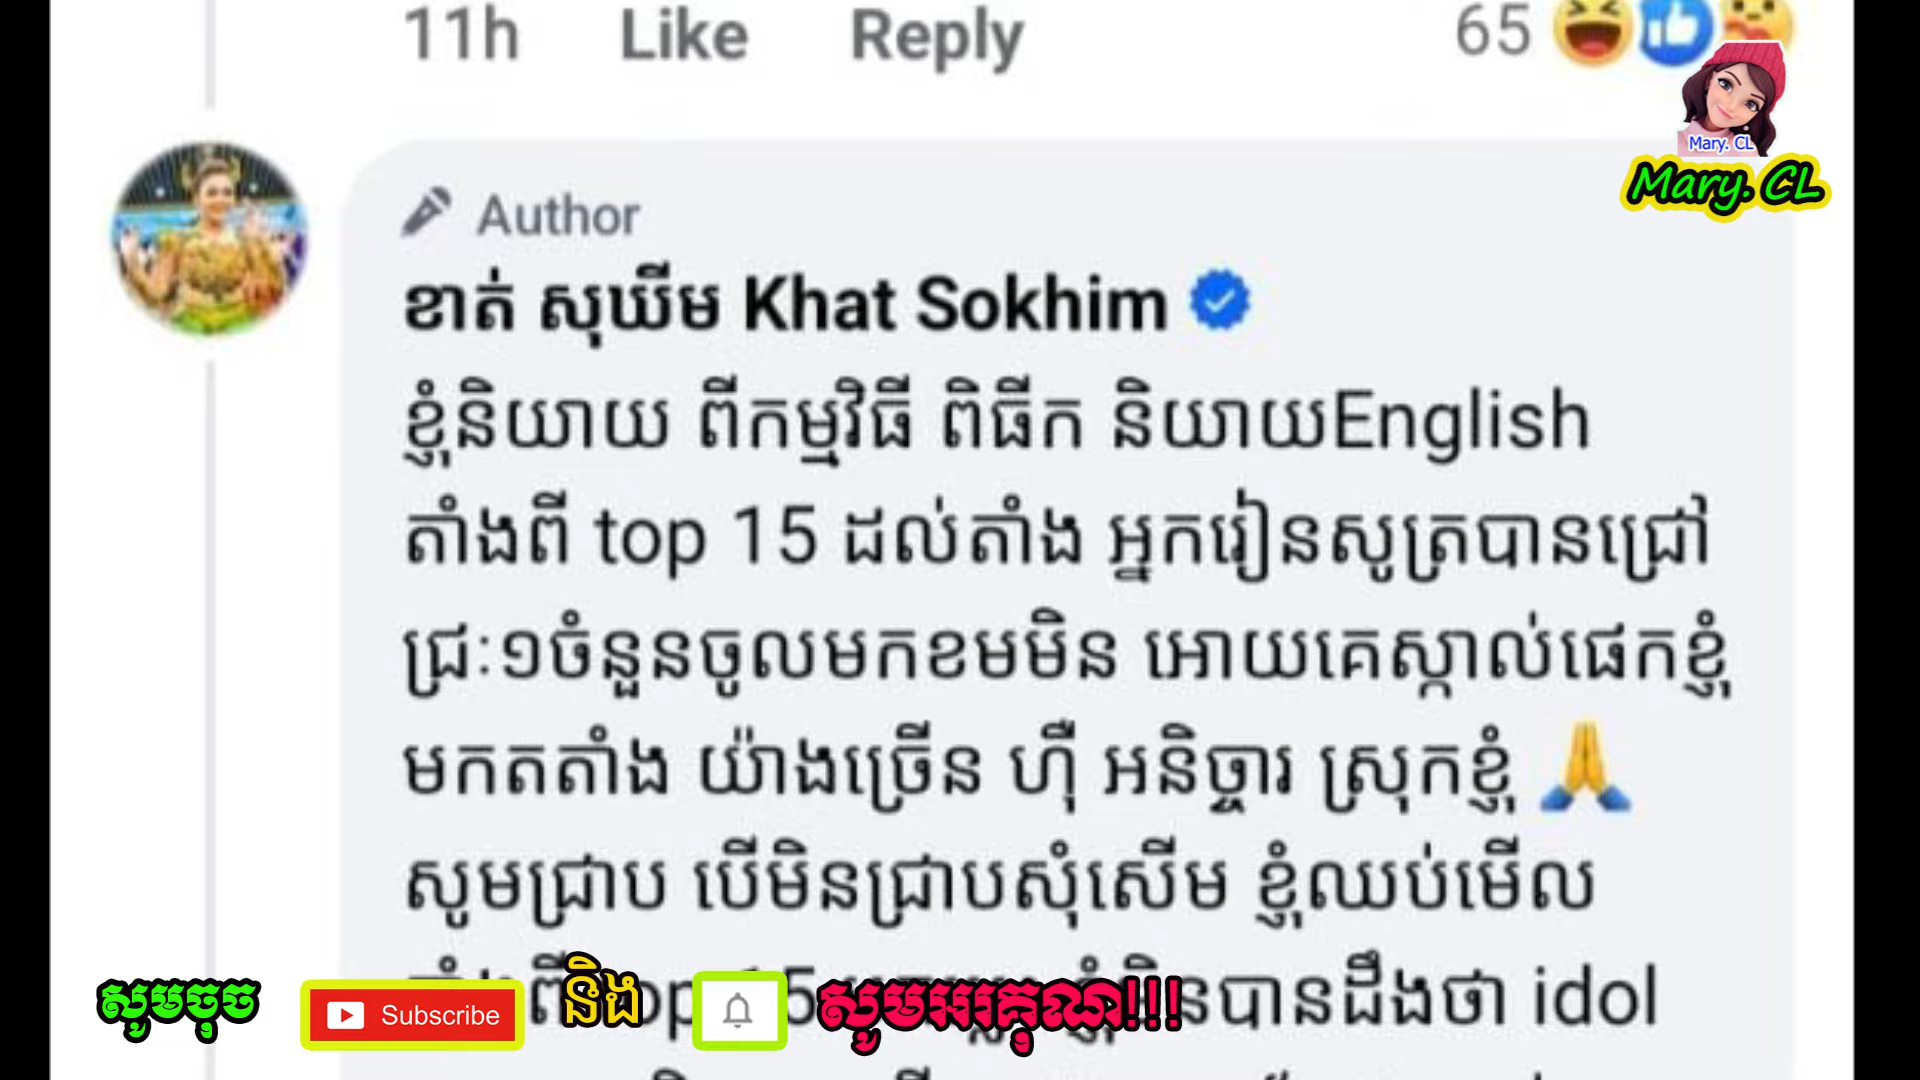 11h Like Reply 65
Mary. CL
Mary. CL
Author
ខាត់ សុឃីម Khat Sokhim
ខ្ញុំនិយាយ ពីកម្មវិធី ពិធីក និយាយEnglish
តាំងពី top 15 ដល់តាំង អ្នករៀនសូត្របានជ្រៅ
ជ្រៈ១ចំនួនចូលមកខមមិន អោយគេស្គាល់ផេកខ្ញុំ
មកតតាំង យ៉ាងច្រើន ហ៊ឺ អនិច្ចារ ស្រុកខ្ញុំ 🙏
សូមជ្រាប បើមិនជ្រាបសុំសើម ខ្ញុំឈប់មើល
បានដឹងថា idol
សូមចុច Subscribe និង សូមអរគុណ!!!